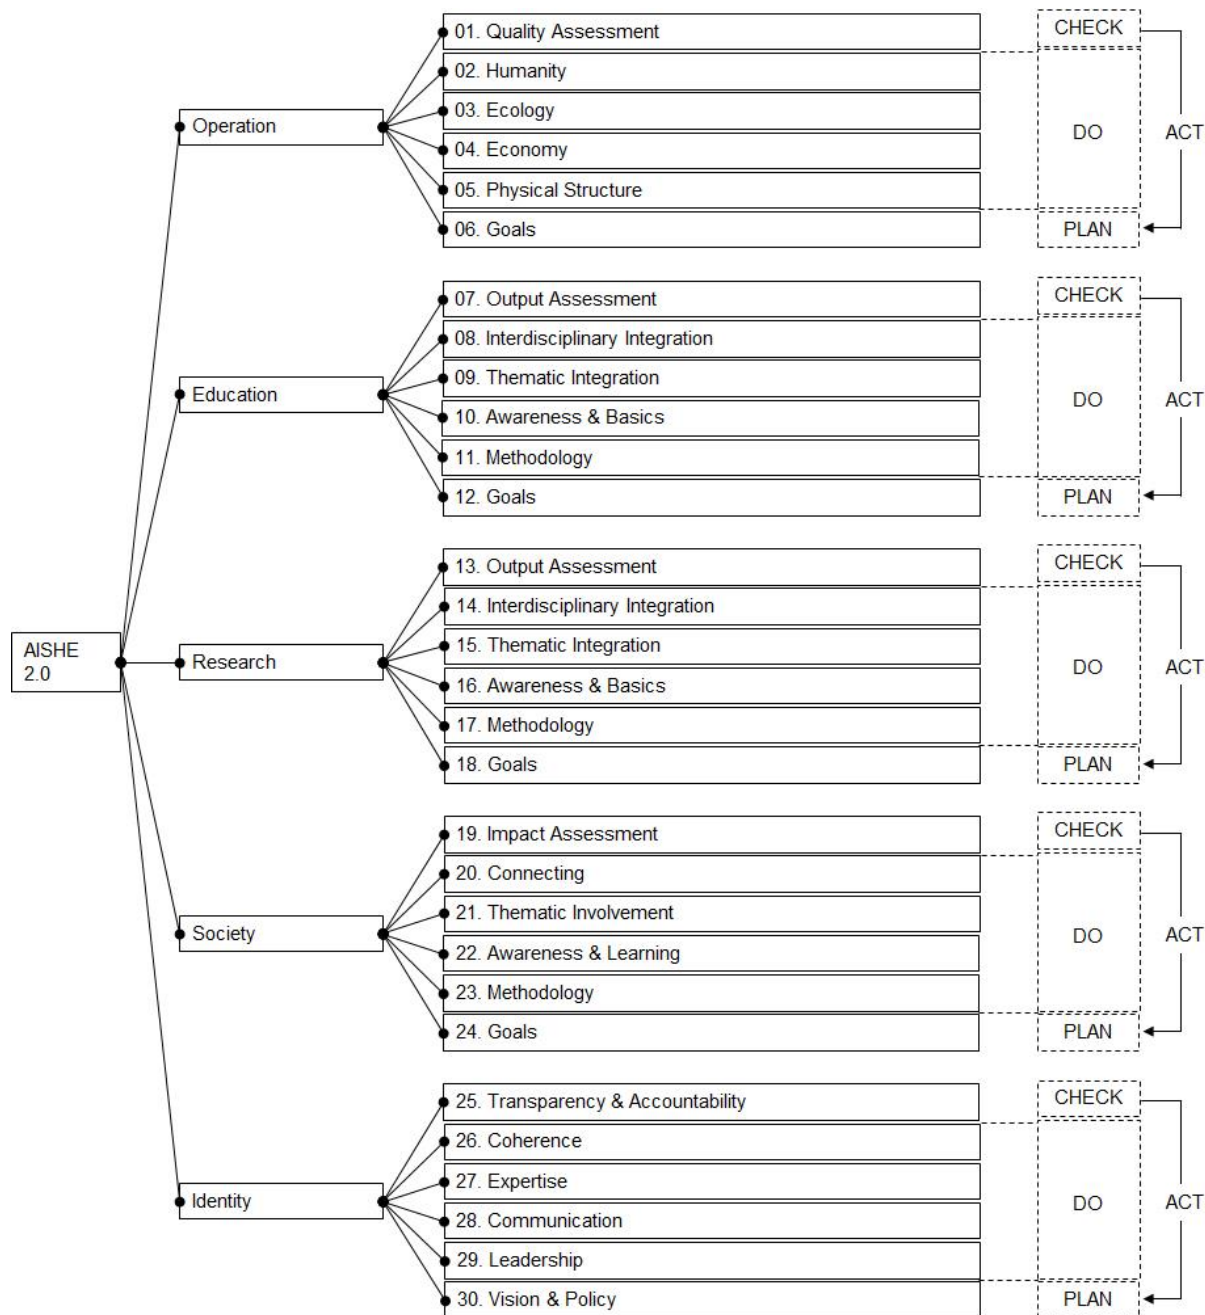 01. Quality Assessment
CHECK
02. Humanity
Operation
03. Ecology
DO
ACT
04. Economy
05. Physical Structure
06. Goals
PLAN
07. Output Assessment
CHECK
08. Interdisciplinary Integration
Education
09. Thematic Integration
DO
ACT
10. Awareness & Basics
11. Methodology
12. Goals
PLAN
13. Output Assessment
CHECK
14. Interdisciplinary Integration
AISHE
2.0
Research
15. Thematic Integration
DO
ACT
16. Awareness & Basics
17. Methodology
18. Goals
PLAN
19. Impact Assessment
CHECK
20. Connecting
Society
21. Thematic Involvement
DO
ACT
22. Awareness & Learning
23. Methodology
24. Goals
PLAN
25. Transparency & Accountability
CHECK
26. Coherence
Identity
27. Expertise
DO
ACT
28. Communication
29. Leadership
30. Vision & Policy
PLAN